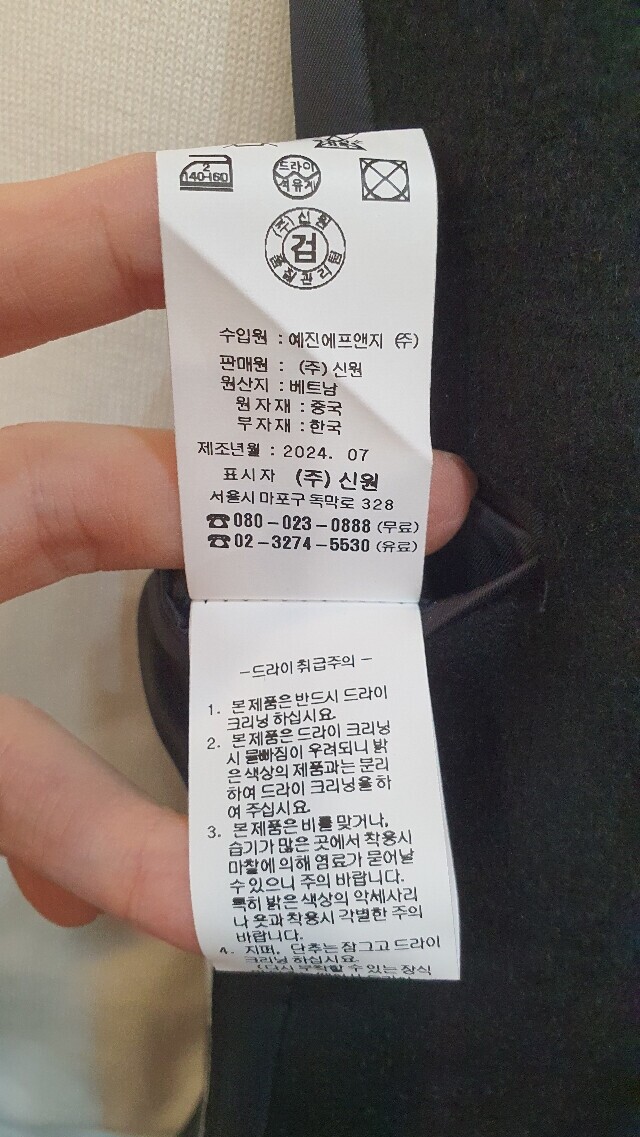 2
140~160
드라이
석유계
(주)신원
검
품질관리팀
수입원 : 예진에프앤지 (주)
판매원 : (주) 신원
원산지 : 베트남
원자재 : 중국
부자재 : 한국
제조년월 : 2024. 07
표시자 (주) 신원
서울시 마포구 독막로 328
☎080-023-0888 (무료)
☎02-3274-5530 (유료)
-드라이 취급주의-
1. 본제품은 반드시 드라이
크리닝 하십시요.
2. 본제품은 드라이 크리닝
시 물빠짐이 우려되니 밝
은 색상의 제품과는 분리
하여 드라이 크리닝을 하
여 주십시요.
3. 본제품은 비를 맞거나,
습기가 많은 곳에서 착용시
마찰에 의해 염료가 묻어날
수 있으니 주의 바랍니다.
특히 밝은 색상의 악세사리
나 옷과 착용시 각별한 주의
바랍니다.
4. 지퍼, 단추는 잠그고 드라이
크리닝 하십시요.
(다시 부착할 수 있는 장식